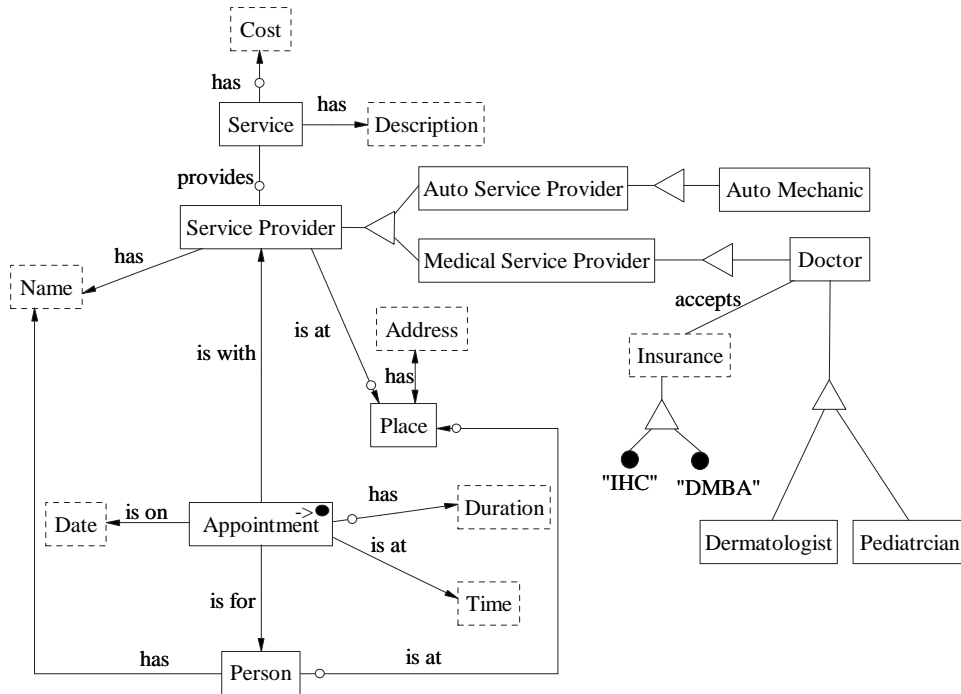 Cost
has
has
Service
Description
provides
Auto Service Provider
Auto Mechanic
Service Provider
has
Medical Service Provider
Doctor
Name
accepts
Address
is at
Insurance
is with
has
Place
"IHC"
"DMBA"
has
Duration
Date
is on
Appointment
->
Dermatologist
Pediatrcian
is at
is for
Time
has
is at
Person